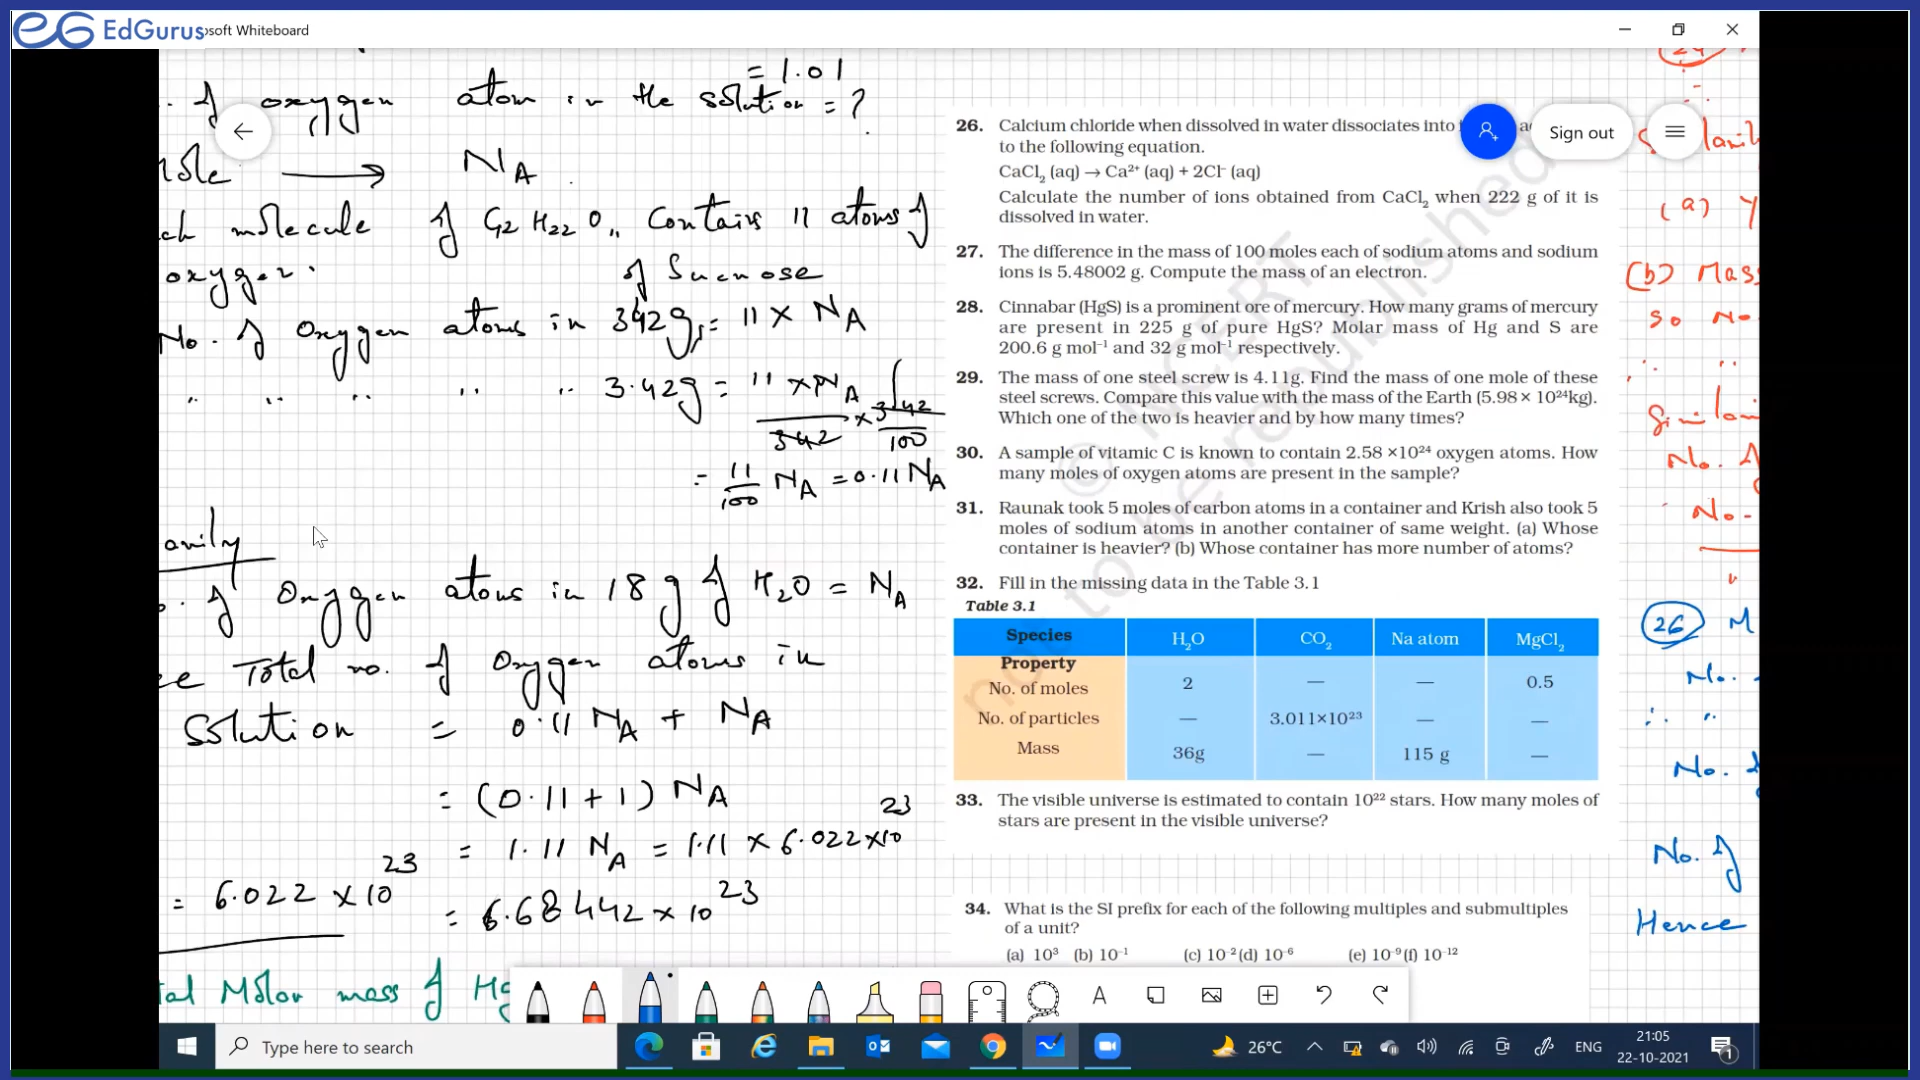 EdGurus
osoft Whiteboard
= 1.01
. of oxygen atom in the solution = ?
→ NA
molecule of C12 H22 O11 Contains 11 atoms of
oxygen.
of Sucrose
No. of Oxygen atoms in 342g = 11 × NA
" " " " " 3.42g = 11 × NA / 342 × 342 / 100
= 11/100 NA = 0.11 NA
of Oxygen atoms in 18 g of H2O = NA
Total no. of Oxygen atoms in
Solution = 0.11 NA + NA
= (0.11 + 1) NA
= 1.11 NA = 1.11 × 6.022 × 10^23
= 6.022 × 10^23
= 6.68442 × 10^23
Molar mass of
26. Calcium chloride when dissolved in water dissociates into
to the following equation.
CaCl₂ (aq) → Ca²⁺ (aq) + 2Cl⁻ (aq)
Calculate the number of ions obtained from CaCl₂ when 222 g of it is
dissolved in water.
27. The difference in the mass of 100 moles each of sodium atoms and sodium
ions is 5.48002 g. Compute the mass of an electron.
28. Cinnabar (HgS) is a prominent ore of mercury. How many grams of mercury
are present in 225 g of pure HgS? Molar mass of Hg and S are
200.6 g mol⁻¹ and 32 g mol⁻¹ respectively.
29. The mass of one steel screw is 4.11g. Find the mass of one mole of these
steel screws. Compare this value with the mass of the Earth (5.98 × 10²⁴kg).
Which one of the two is heavier and by how many times?
30. A sample of vitamic C is known to contain 2.58 ×10²⁴ oxygen atoms. How
many moles of oxygen atoms are present in the sample?
31. Raunak took 5 moles of carbon atoms in a container and Krish also took 5
moles of sodium atoms in another container of same weight. (a) Whose
container is heavier? (b) Whose container has more number of atoms?
32. Fill in the missing data in the Table 3.1
Table 3.1
Species H₂O CO₂ Na atom MgCl₂
Property
No. of moles 2 — — 0.5
No. of particles — 3.011×10²³ — —
Mass 36g — 115 g —
33. The visible universe is estimated to contain 10²² stars. How many moles of
stars are present in the visible universe?
34. What is the SI prefix for each of the following multiples and submultiples
of a unit?
(a) 10³ (b) 10⁻¹ (c) 10⁻² (d) 10⁻⁶ (e) 10⁻⁹ (f) 10⁻¹²
© NCERT
not to be republished
Sign out
(a)
(b) Mass
so No.
No. of
No.
26 M
No.
No. of
No. of
Hence
Type here to search
26°C
ENG
21:05
22-10-2021
1